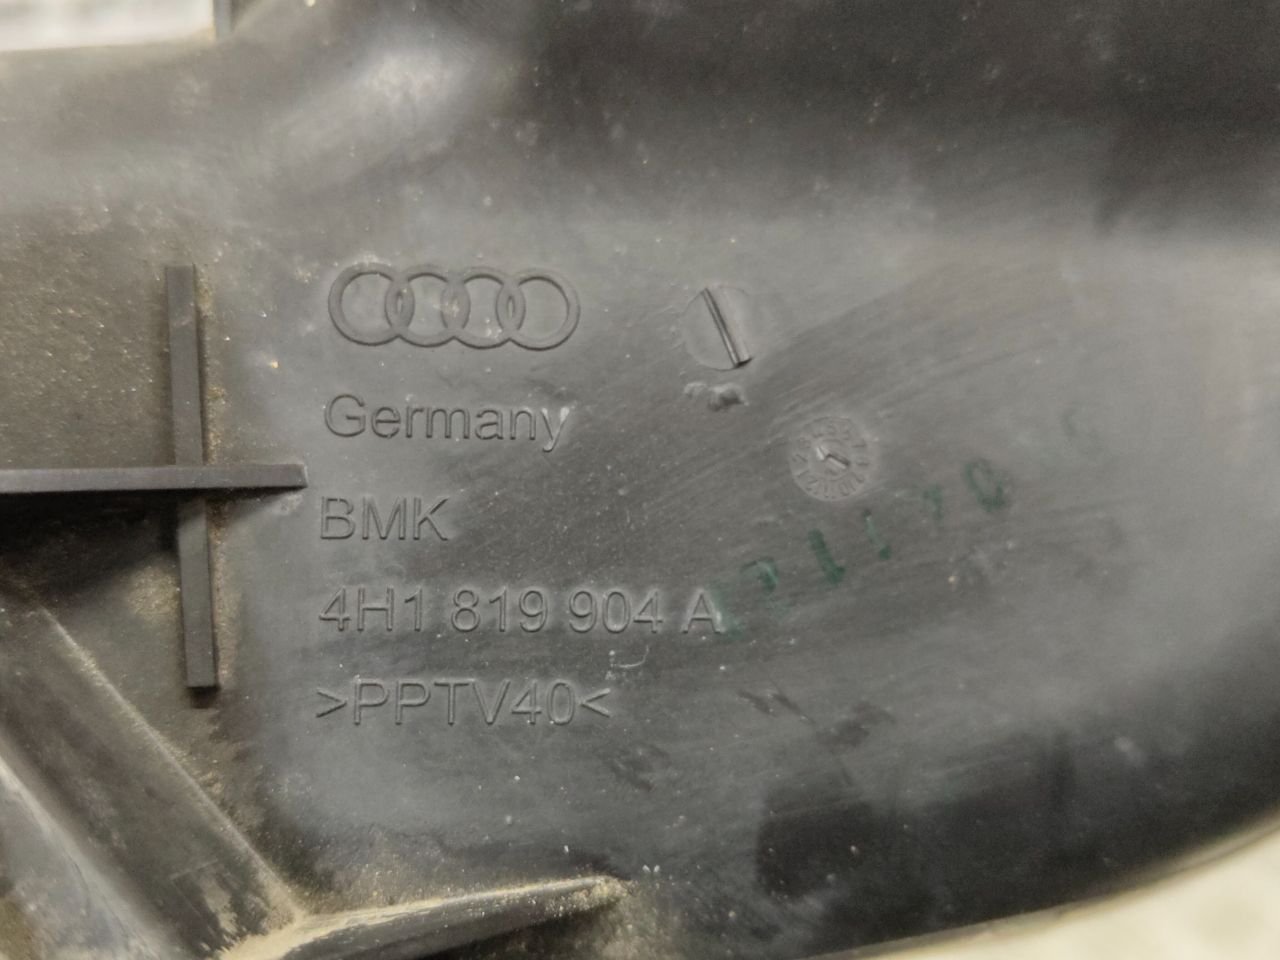 Germany
BMK
4H1 819 904 A
>PPTV40<